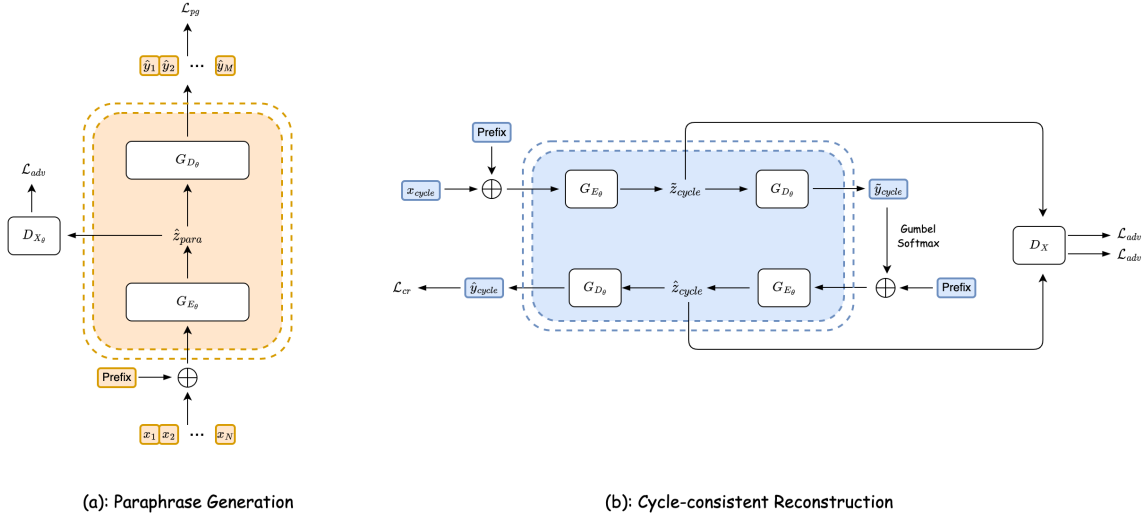 𝓛_pg
ŷ_1 ŷ_2 ... ŷ_M
G_{D_θ}
𝓛_adv
D_{X_θ}
ẑ_para
G_{E_θ}
Prefix
x_1 x_2 ... x_N
(a): Paraphrase Generation
Prefix
x_cycle
G_{E_θ}
z̃_cycle
G_{D_θ}
ỹ_cycle
Gumbel
Softmax
D_X
𝓛_adv
𝓛_adv
𝓛_cr
ŷ_cycle
G_{D_θ}
ẑ_cycle
G_{E_θ}
Prefix
(b): Cycle-consistent Reconstruction